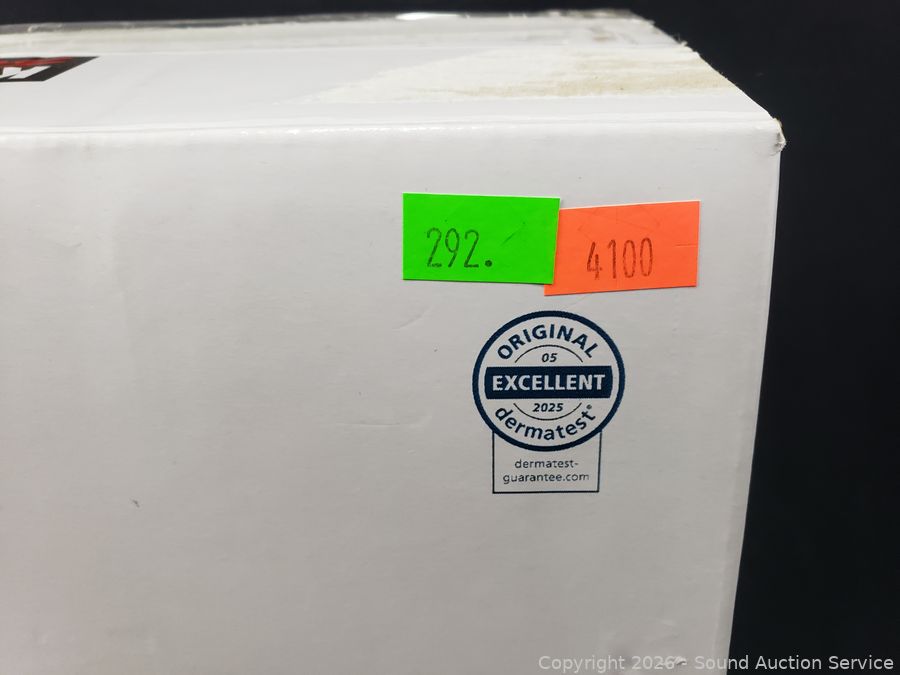 292.
4100
ORIGINAL
05
EXCELLENT
2025
dermatest®
dermatest-
guarantee.com
Copyright 2026 - Sound Auction Service